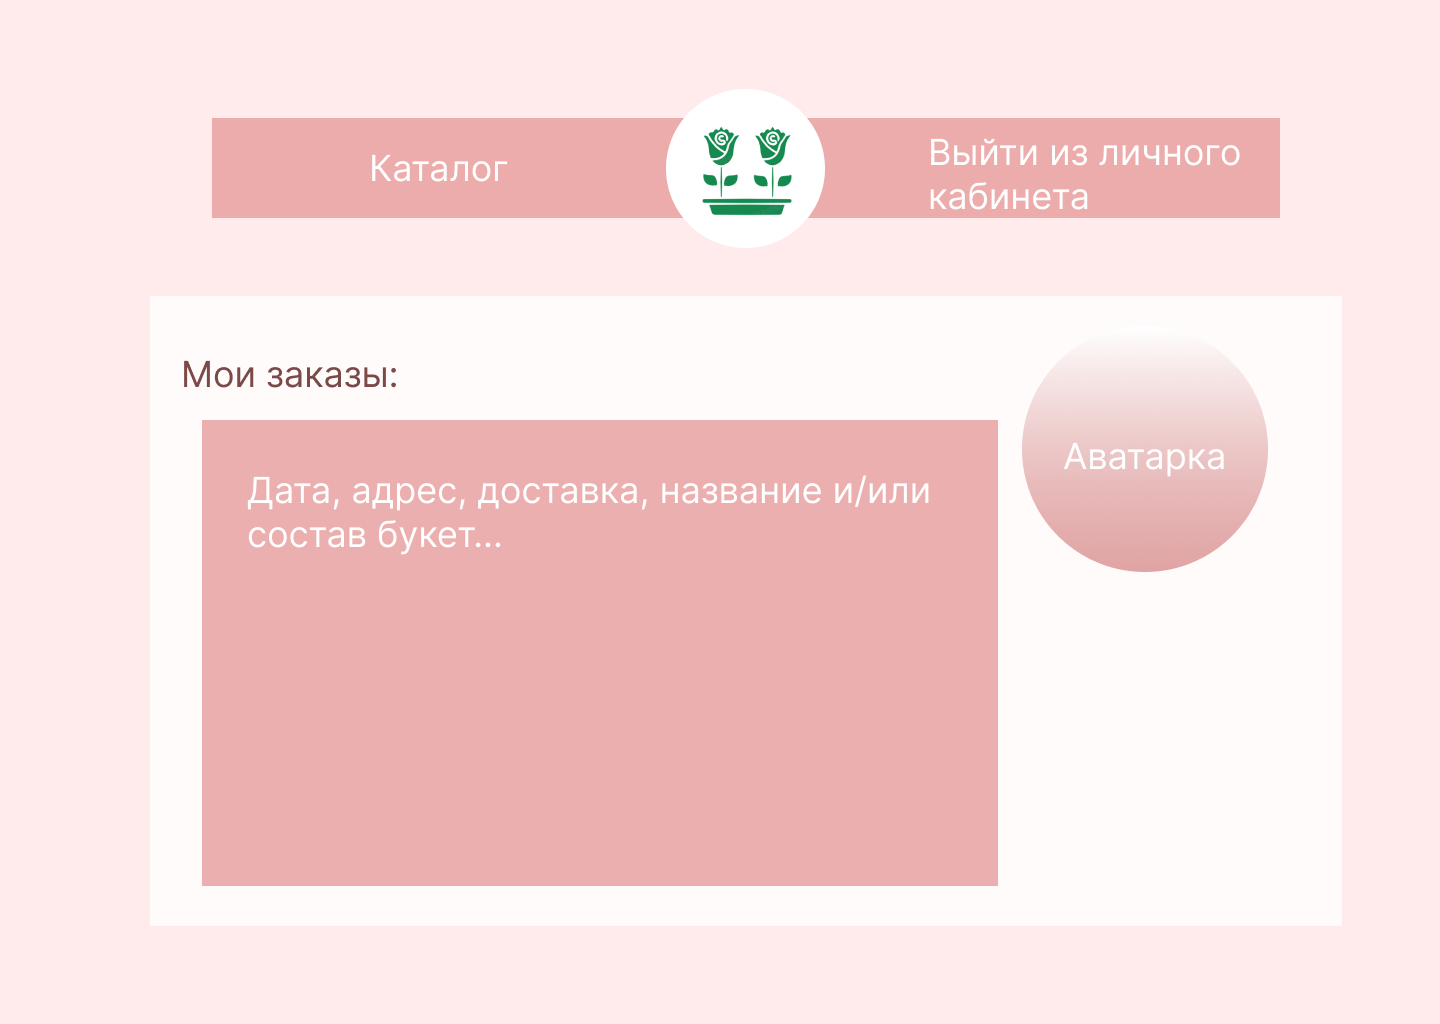 Каталог
Выйти из личного
кабинета
Мои заказы:
Аватарка
Дата, адрес, доставка, название и/или
состав букет...